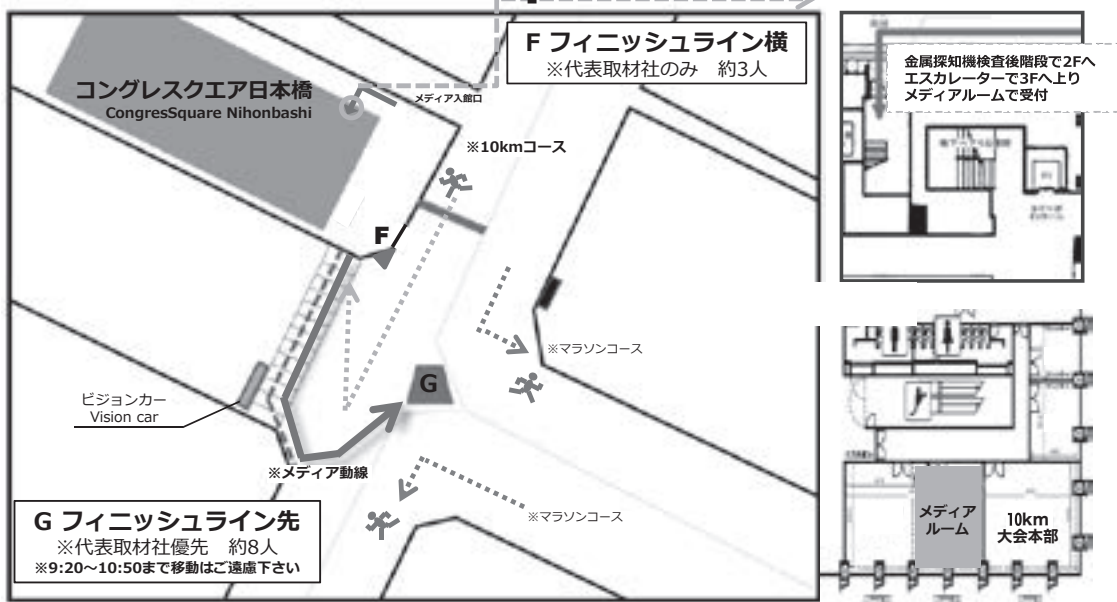 F フィニッシュライン横
※代表取材社のみ 約3人
コングレスクエア日本橋
CongresSquare Nihonbashi
メディア入館口
※10kmコース
F
※マラソンコース
G
ビジョンカー
Vision car
※メディア動線
※マラソンコース
G フィニッシュライン先
※代表取材社優先 約8人
※9:20～10:50まで移動はご遠慮下さい
金属探知機検査後階段で2Fへ
エスカレーターで3Fへ上り
メディアルームで受付
メディア
ルーム
10km
大会本部